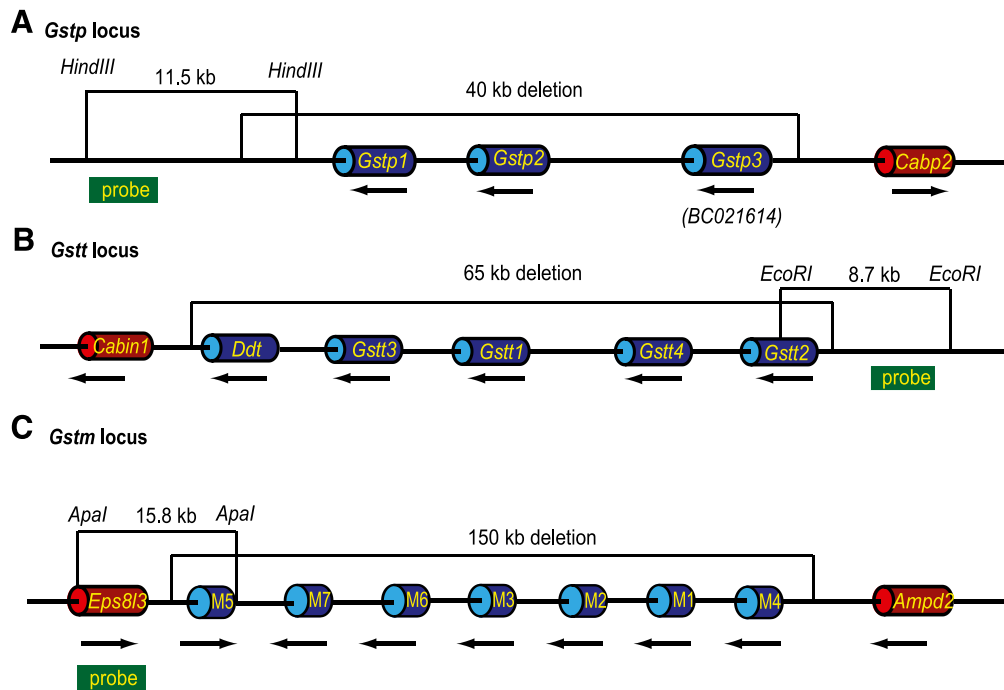 A Gstp locus
HindIII 11.5 kb HindIII
40 kb deletion
Gstp1 Gstp2 Gstp3 Cabp2
probe
(BC021614)
B Gstt locus
65 kb deletion EcoRI 8.7 kb EcoRI
Cabin1 Ddt Gstt3 Gstt1 Gstt4 Gstt2
probe
C Gstm locus
ApaI 15.8 kb ApaI
150 kb deletion
Eps8l3 M5 M7 M6 M3 M2 M1 M4 Ampd2
probe